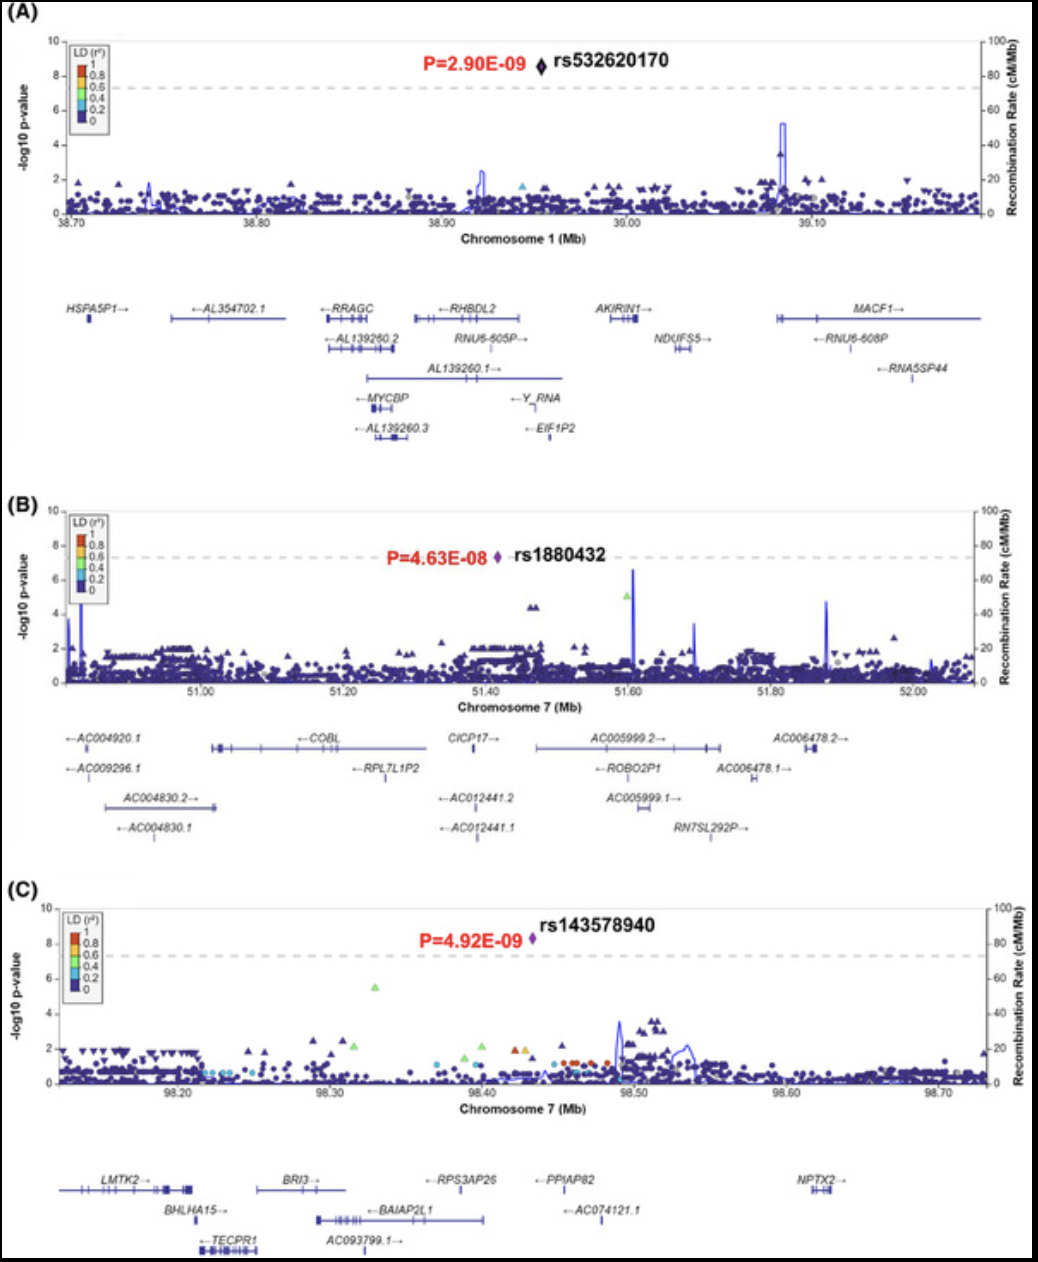 (A)
10 LD (r²) 100
1
0.8
0.6
0.4
0.2
0
P=2.90E-09 rs532620170
8 80
6 60
4 40
2 20
0 0
-log10 p-value
Recombination Rate (cM/Mb)
38.70 38.80 38.90 39.00 39.10
Chromosome 1 (Mb)
HSPA5P1→ ←AL354702.1 ←RRAGC ←RHBDL2 AKIRIN1→ MACF1→
←AL139260.2 RNU6-605P→ NDUFS5→ ←RNU6-608P
AL139260.1→ ←RNA5SP44
←MYCBP ←Y_RNA
←AL139260.3 ←EIF1P2
(B)
10 LD (r²) 100
1
0.8
0.6
0.4
0.2
0
P=4.63E-08 rs1880432
8 80
6 60
4 40
2 20
0 0
-log10 p-value
Recombination Rate (cM/Mb)
51.00 51.20 51.40 51.60 51.80 52.00
Chromosome 7 (Mb)
←AC004920.1 ←COBL CICP17→ AC005999.2→ AC006478.2→
←AC009296.1 ←RPL7L1P2 ←ROBO2P1 AC006478.1→
AC004830.2→ ←AC012441.2 AC005999.1→
←AC004830.1 ←AC012441.1 RN7SL292P→
(C)
10 LD (r²) 100
1
0.8
0.6
0.4
0.2
0
P=4.92E-09 rs143578940
8 80
6 60
4 40
2 20
0 0
-log10 p-value
Recombination Rate (cM/Mb)
98.20 98.30 98.40 98.50 98.60 98.70
Chromosome 7 (Mb)
LMTK2→ BRI3→ ←RPS3AP26 ←PPIAP82 NPTX2→
BHLHA15→ ←BAIAP2L1 ←AC074121.1
←TECPR1 AC093799.1→